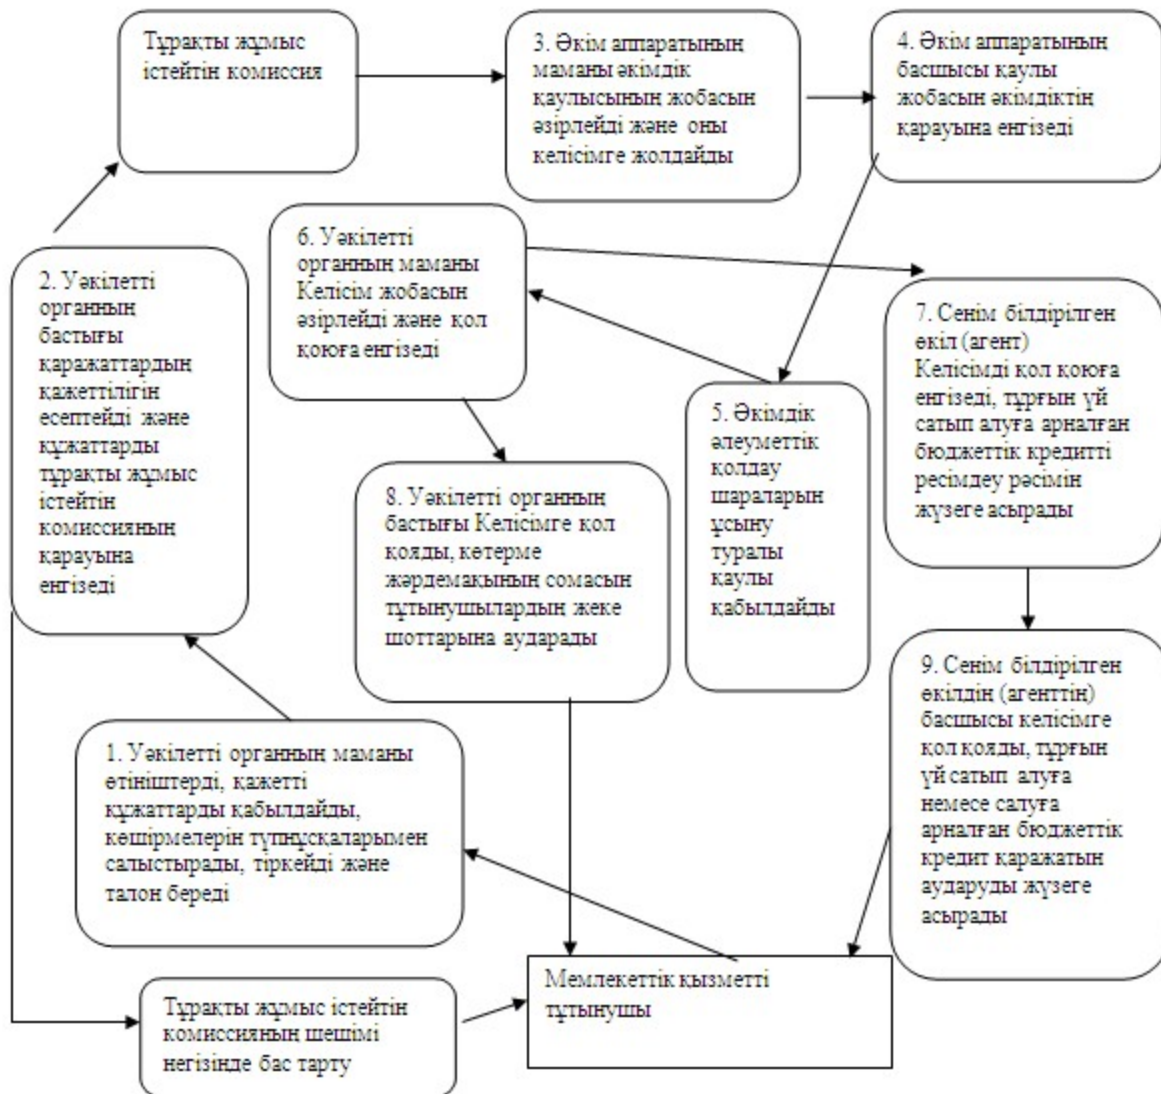 Тұрақты жұмыс
істейтін комиссия
3. Әкім аппаратының
маманы әкімдік
қаулысының жобасын
әзірлейді және оны
келісімге жолдайды
4. Әкім аппаратының
басшысы қаулы
жобасын әкімдіктің
қарауына енгізеді
2. Уәкілетті
органның
бастығы
қаражаттардың
қажеттілігін
есептейді және
құжаттарды
тұрақты жұмыс
істейтін
комиссияның
қарауына
енгізеді
6. Уәкілетті
органның маманы
Келісім жобасын
әзірлейді және қол
қоюға енгізеді
7. Сенім білдірілген
өкіл (агент)
Келісімді қол қоюға
енгізеді, тұрғын үй
сатып алуға арналған
бюджеттік кредитті
ресімдеу рәсімін
жүзеге асырады
5. Әкімдік
әлеуметтік
қолдау
шараларын
ұсыну
туралы
қаулы
қабылдайды
8. Уәкілетті органның
бастығы Келісімге қол
қояды, көтерме
жәрдемақының сомасын
тұтынушылардың жеке
шоттарына аударады
9. Сенім білдірілген
өкілдің (агенттің)
басшысы келісімге
қол қояды, тұрғын
үй сатып алуға
немесе салуға
арналған бюджеттік
кредит қаражатын
аударуды жүзеге
асырады
1. Уәкілетті органның маманы
өтініштерді, қажетті
құжаттарды қабылдайды,
көшірмелерін түпнұсқаларымен
салыстырады, тіркейді және
талон береді
Тұрақты жұмыс істейтін
комиссияның шешімі
негізінде бас тарту
Мемлекеттік қызметті
тұтынушы